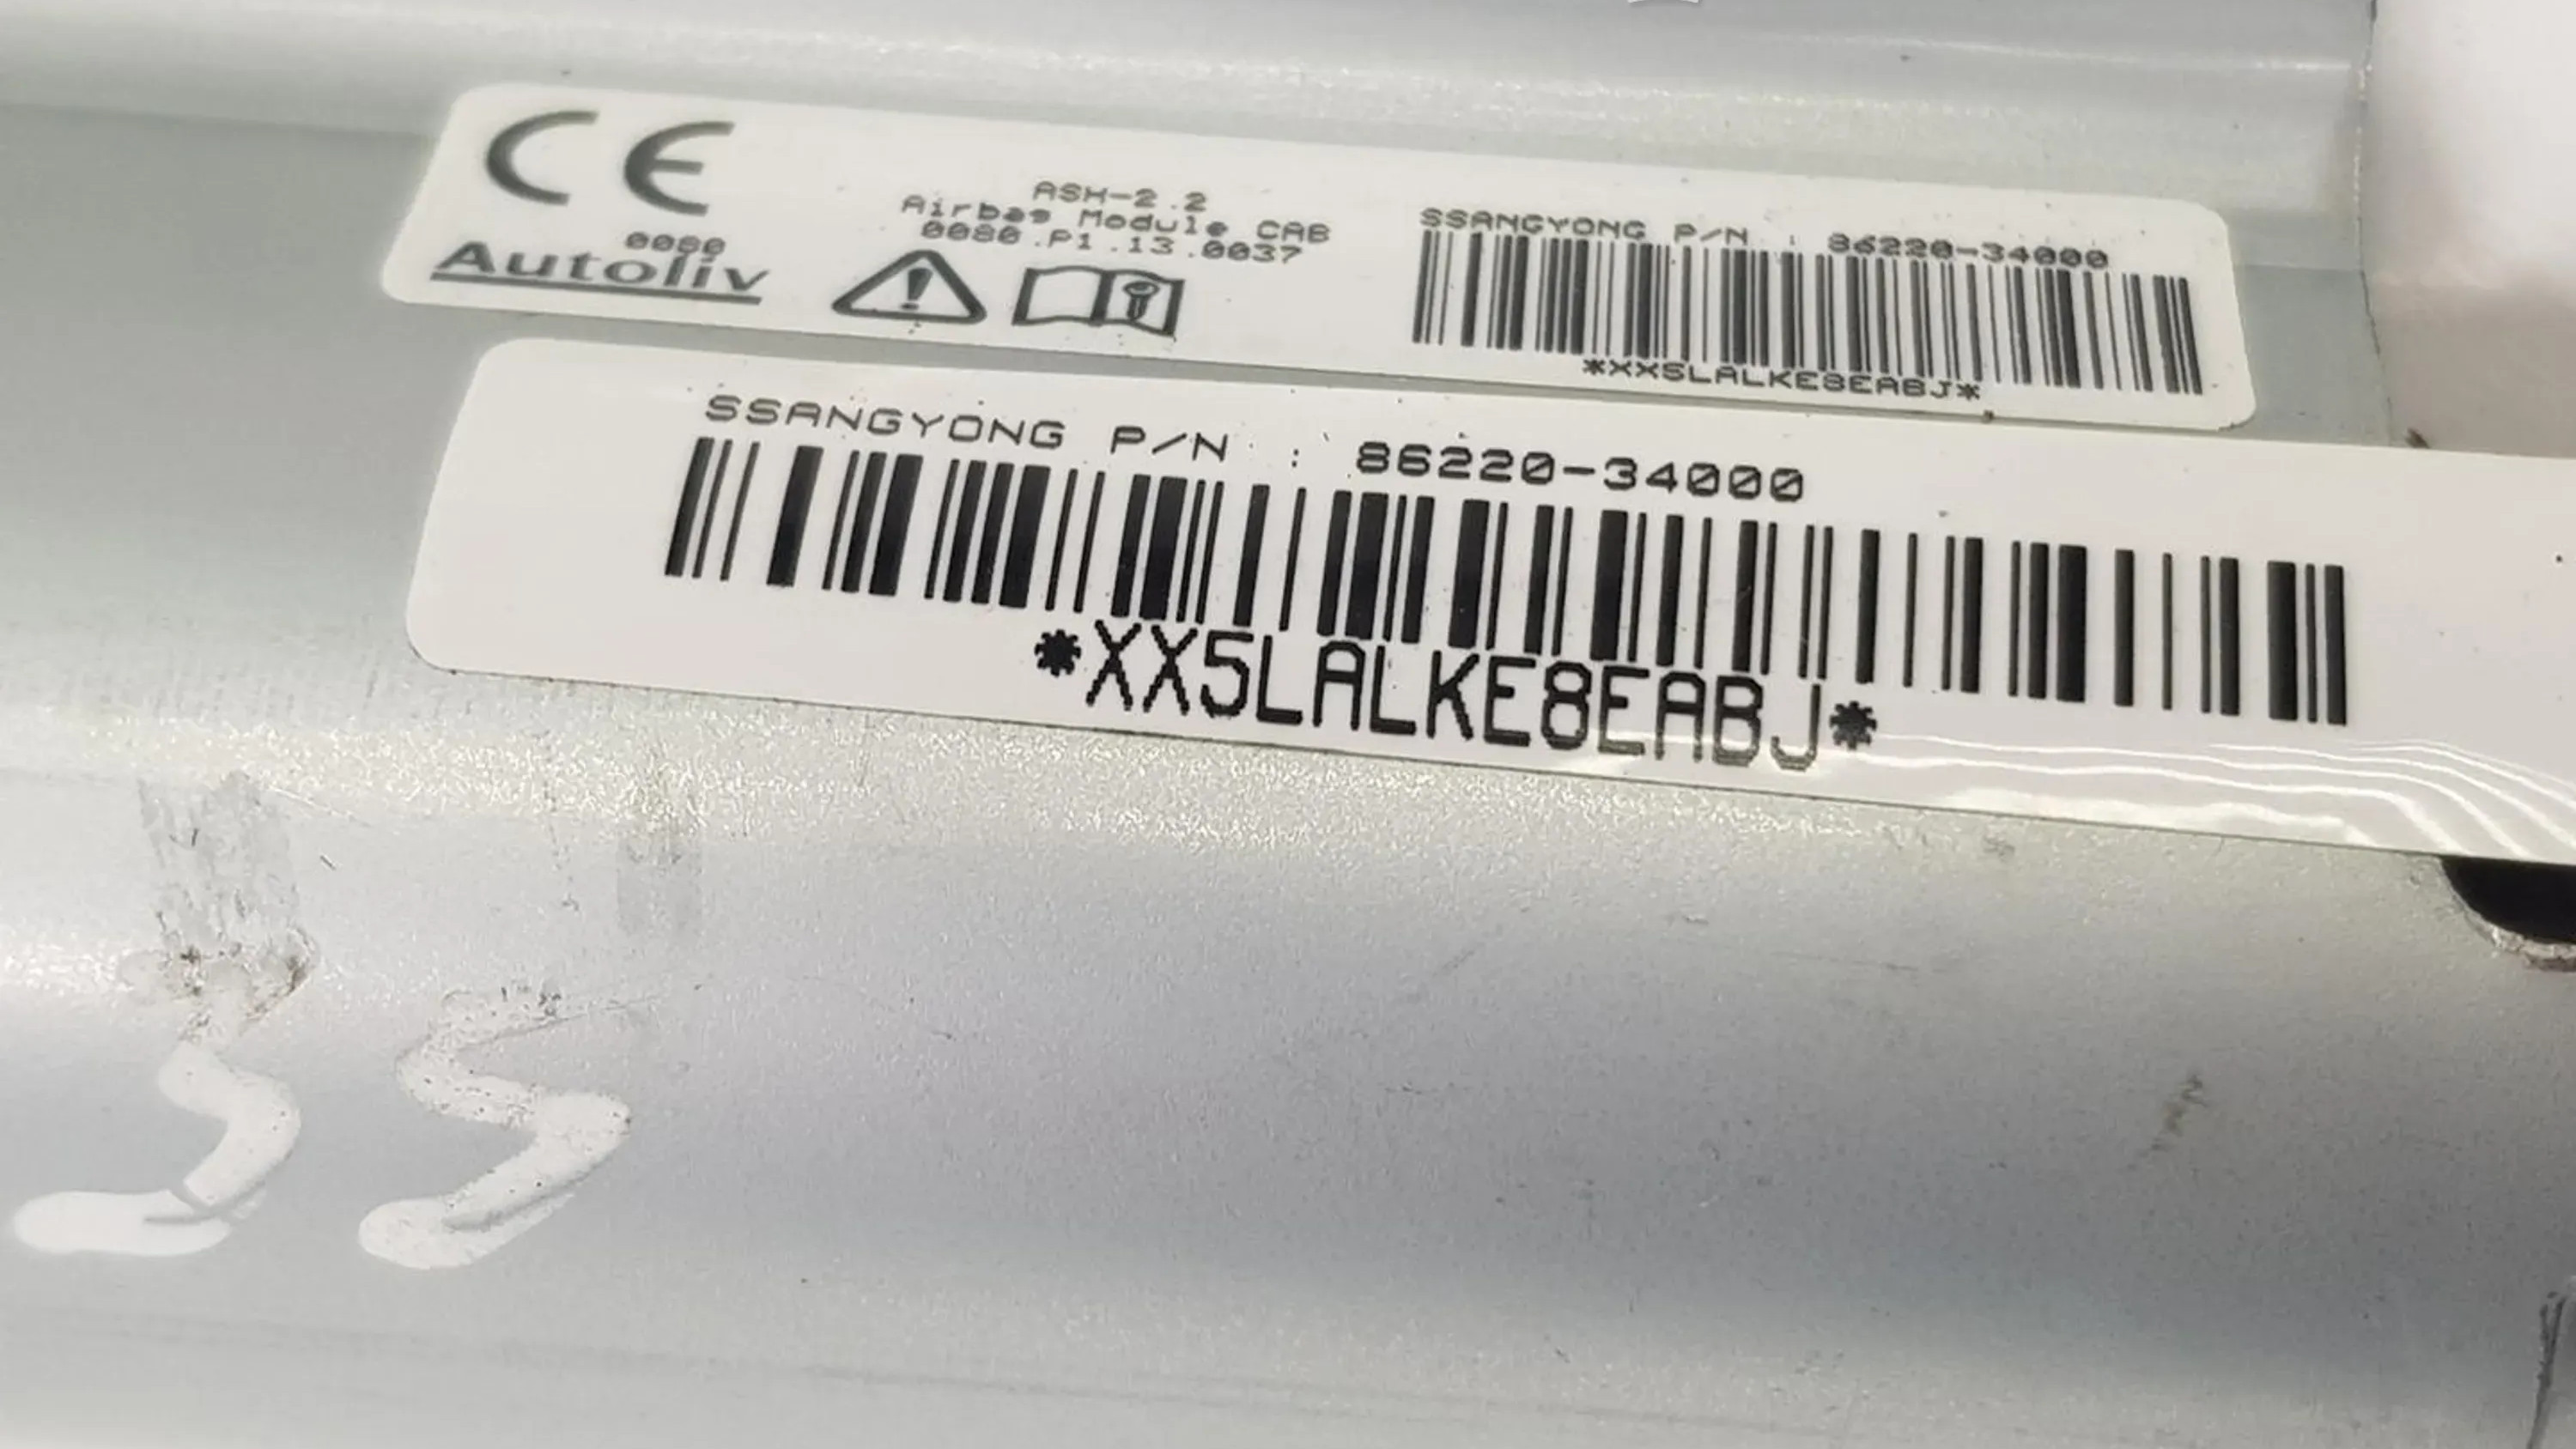 CE
0080
Autoliv
ASH-2.2
Airbag Module CAB
0080.P1.13.0037
SSANGYONG P/N : 86220-34000
*XX5LALKE8EABJ*
SSANGYONG P/N : 86220-34000
*XX5LALKE8EABJ*